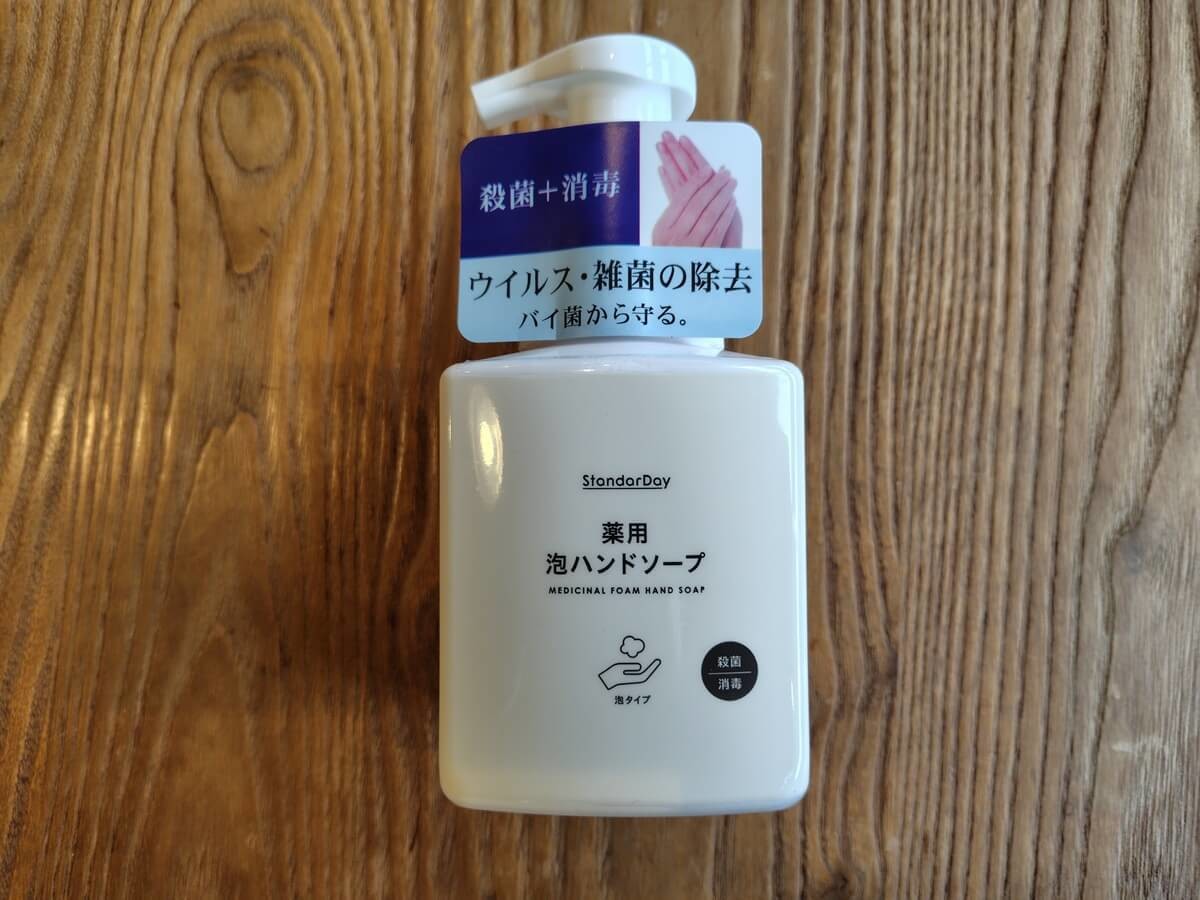 殺菌+消毒
ウイルス・雑菌の除去
バイ菌から守る。
StandarDay
薬用
泡ハンドソープ
MEDICINAL FOAM HAND SOAP
泡タイプ
殺菌
消毒